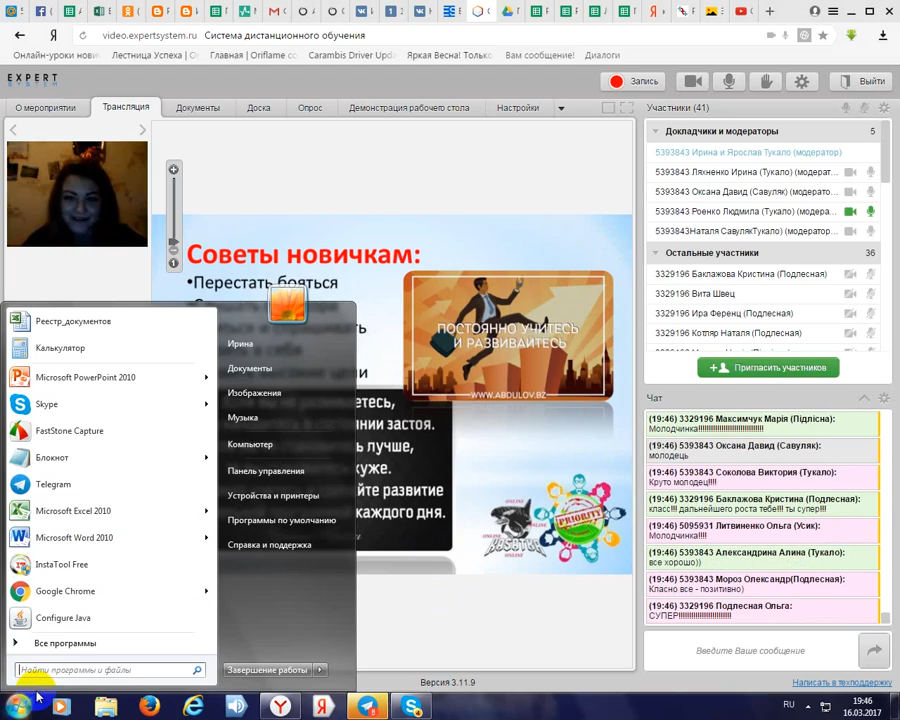 video.expertsystem.ru Система дистанционного обучения
Лестница Успеха | O
Главная | Oriflame c
Carambis Driver Upd
Яркая Весна! Только
Вам сообщение!
Диалоги
EXPERT
SYSTEM
Запись
Выйти
О мероприятии
Трансляция
Документы
Доска
Опрос
Демонстрация рабочего стола
Настройки
Участники (41)
Докладчики и модераторы 5
5393843 Ирина и Ярослав Тукало (модератор)
5393843 Ляхненко Ирина (Тукало) (модерат...
5393843 Оксана Давид (Савуляк) (модерато...
5393843 Роенко Людмила (Тукало) (модера...
5393843Наталя СавулякТукало) (модератор...
Остальные участники 36
3329196 Баклажова Кристина (Подлесная)
3329196 Вита Швец
3329196 Ира Ференц (Подлесная)
3329196 Котляр Наталя (Подлесная)
Пригласить участников
Чат
(19:46) 3329196 Максимчук Марія (Підлісна):
Молодчинка!!!!!!!!!!!!!!!!!!!!!!!!!!!!!!
(19:46) 5393843 Оксана Давид (Савуляк):
молодець
(19:46) 5393843 Соколова Виктория (Тукало):
Круто молодец!!!!
(19:46) 3329196 Баклажова Кристина (Подлесная):
класс!!! дальнейшего роста тебе!!! ты супер!!!
(19:46) 5095931 Литвиненко Ольга (Усик):
Молодчинка!!!!
(19:46) 5393843 Александрина Алина (Тукало):
все хорошо))
(19:46) 5393843 Мороз Олександр(Подлесная):
Класно все - позитивно)
(19:46) 3329196 Подлесная Ольга:
СУПЕР!!!!!!!!!!!!!!!!!!!!!!!!
Введите Ваше сообщение
Написать в техподдержку
Версия 3.11.9
Советы новичкам:
•Перестать бояться
ПОСТОЯННО УЧИТЕСЬ
И РАЗВИВАЙТЕСЬ
WWW.ABDULOV.BZ
состоянии застой.
лучше,
хуже.
йте развитие
каждого дня.
ONLINE
ONLINE
PRIORITY
Реестр_документов
Калькулятор
Microsoft PowerPoint 2010
Skype
FastStone Capture
Блокнот
Telegram
Microsoft Excel 2010
Microsoft Word 2010
InstaTool Free
Google Chrome
Configure Java
Все программы
Найти программы и файлы
Ирина
Документы
Изображения
Музыка
Компьютер
Панель управления
Устройства и принтеры
Программы по умолчанию
Справка и поддержка
Завершение работы
RU
19:46
16.03.2017